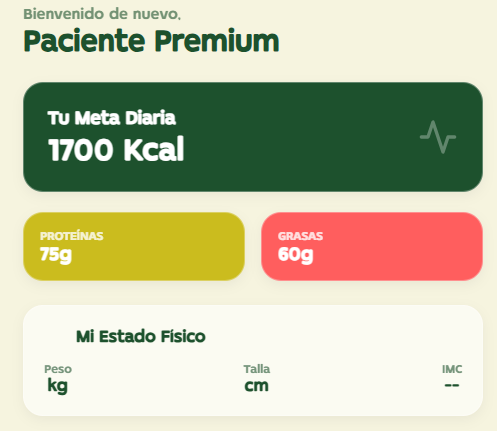 Bienvenido de nuevo,
Paciente Premium
Tu Meta Diaria
1700 Kcal
PROTEÍNAS
75g
GRASAS
60g
Mi Estado Físico
Peso
kg
Talla
cm
IMC
--